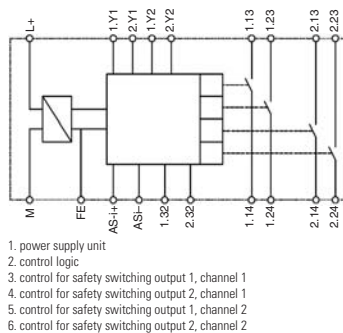 L+
1.Y1
2.Y1
1.Y2
2.Y2
1.13
1.23
2.13
2.23
M
FE
AS-i+
ASi–
1.32
2.32
1.14
1.24
2.14
2.24
1. power supply unit
2. control logic
3. control for safety switching output 1, channel 1
4. control for safety switching output 2, channel 1
5. control for safety switching output 1, channel 2
6. control for safety switching output 2, channel 2